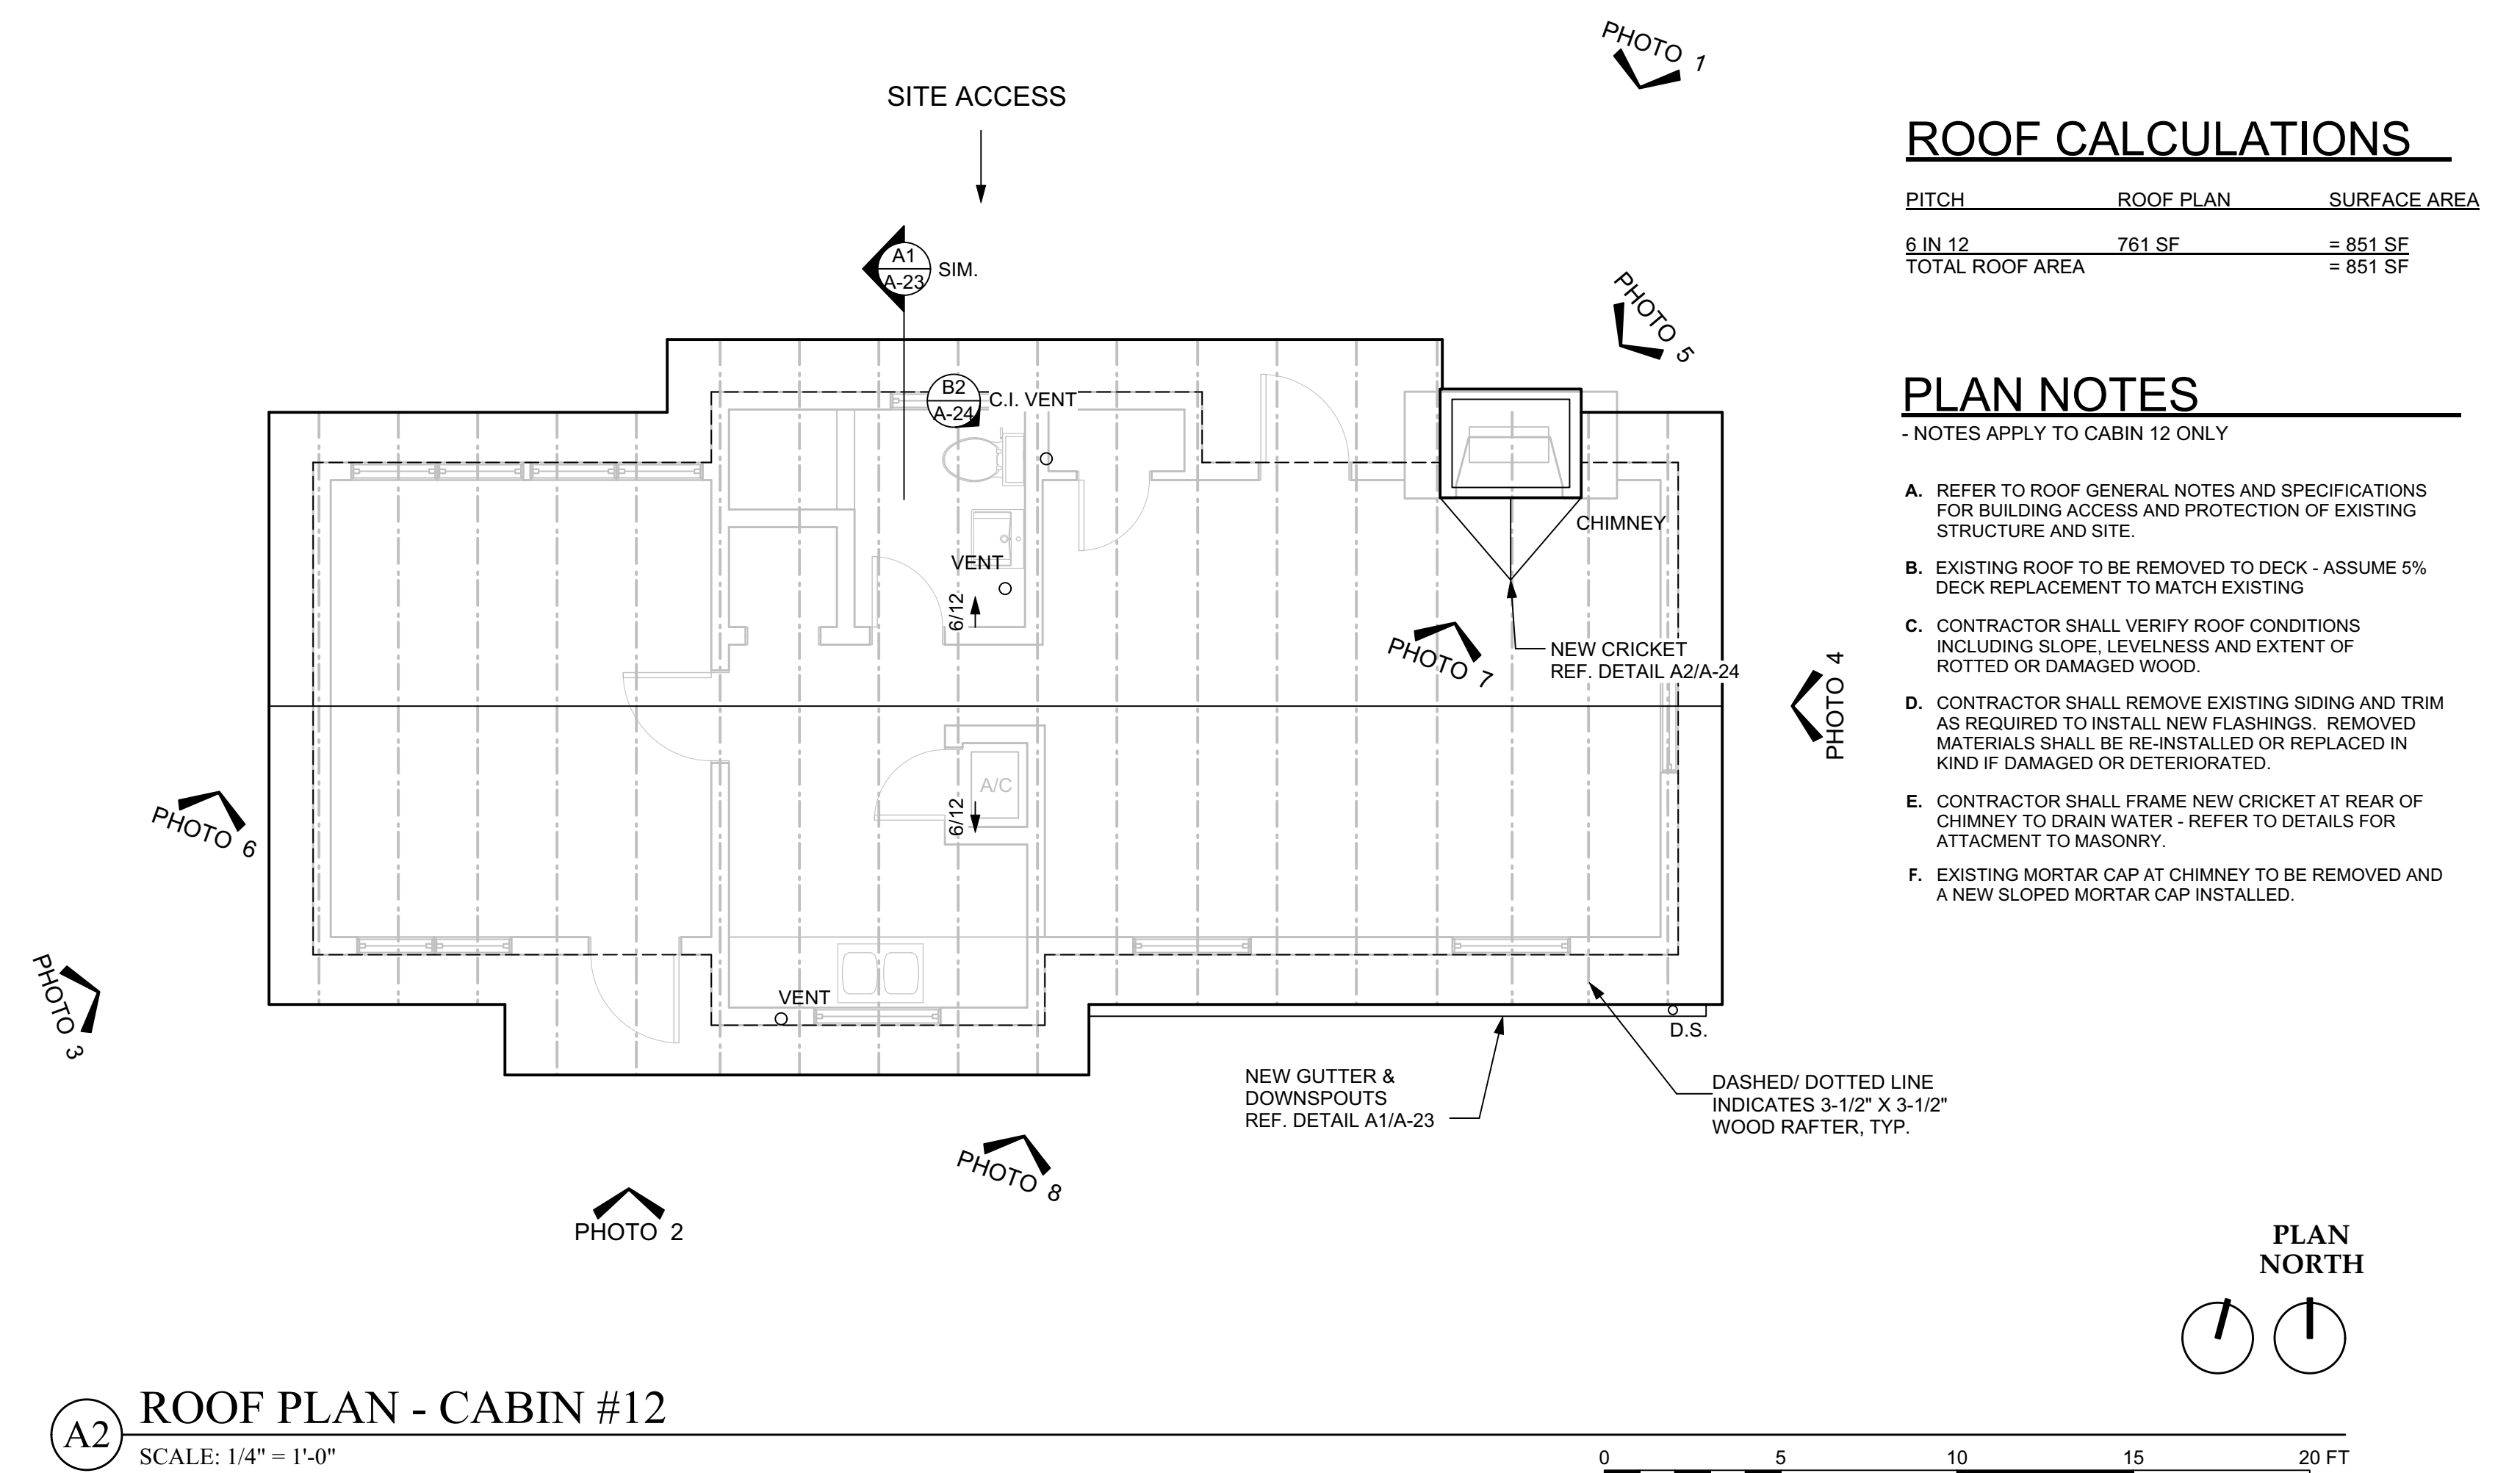 PHOTO 1
SITE ACCESS
ROOF CALCULATIONS
PITCH ROOF PLAN SURFACE AREA
6 IN 12 761 SF = 851 SF
TOTAL ROOF AREA = 851 SF
A1
A-23
SIM.
PHOTO 5
B2
A-24
C.I. VENT
PLAN NOTES
- NOTES APPLY TO CABIN 12 ONLY
A. REFER TO ROOF GENERAL NOTES AND SPECIFICATIONS
FOR BUILDING ACCESS AND PROTECTION OF EXISTING
STRUCTURE AND SITE.
B. EXISTING ROOF TO BE REMOVED TO DECK - ASSUME 5%
DECK REPLACEMENT TO MATCH EXISTING
C. CONTRACTOR SHALL VERIFY ROOF CONDITIONS
INCLUDING SLOPE, LEVELNESS AND EXTENT OF
ROTTED OR DAMAGED WOOD.
D. CONTRACTOR SHALL REMOVE EXISTING SIDING AND TRIM
AS REQUIRED TO INSTALL NEW FLASHINGS. REMOVED
MATERIALS SHALL BE RE-INSTALLED OR REPLACED IN
KIND IF DAMAGED OR DETERIORATED.
E. CONTRACTOR SHALL FRAME NEW CRICKET AT REAR OF
CHIMNEY TO DRAIN WATER - REFER TO DETAILS FOR
ATTACMENT TO MASONRY.
F. EXISTING MORTAR CAP AT CHIMNEY TO BE REMOVED AND
A NEW SLOPED MORTAR CAP INSTALLED.
CHIMNEY
VENT
6/12
NEW CRICKET
REF. DETAIL A2/A-24
PHOTO 7
PHOTO 4
A/C
6/12
PHOTO 6
PHOTO 3
VENT
D.S.
NEW GUTTER &
DOWNSPOUTS
REF. DETAIL A1/A-23
DASHED/ DOTTED LINE
INDICATES 3-1/2" X 3-1/2"
WOOD RAFTER, TYP.
PHOTO 8
PHOTO 2
PLAN
NORTH
A2
ROOF PLAN - CABIN #12
SCALE: 1/4" = 1'-0"
0 5 10 15 20 FT